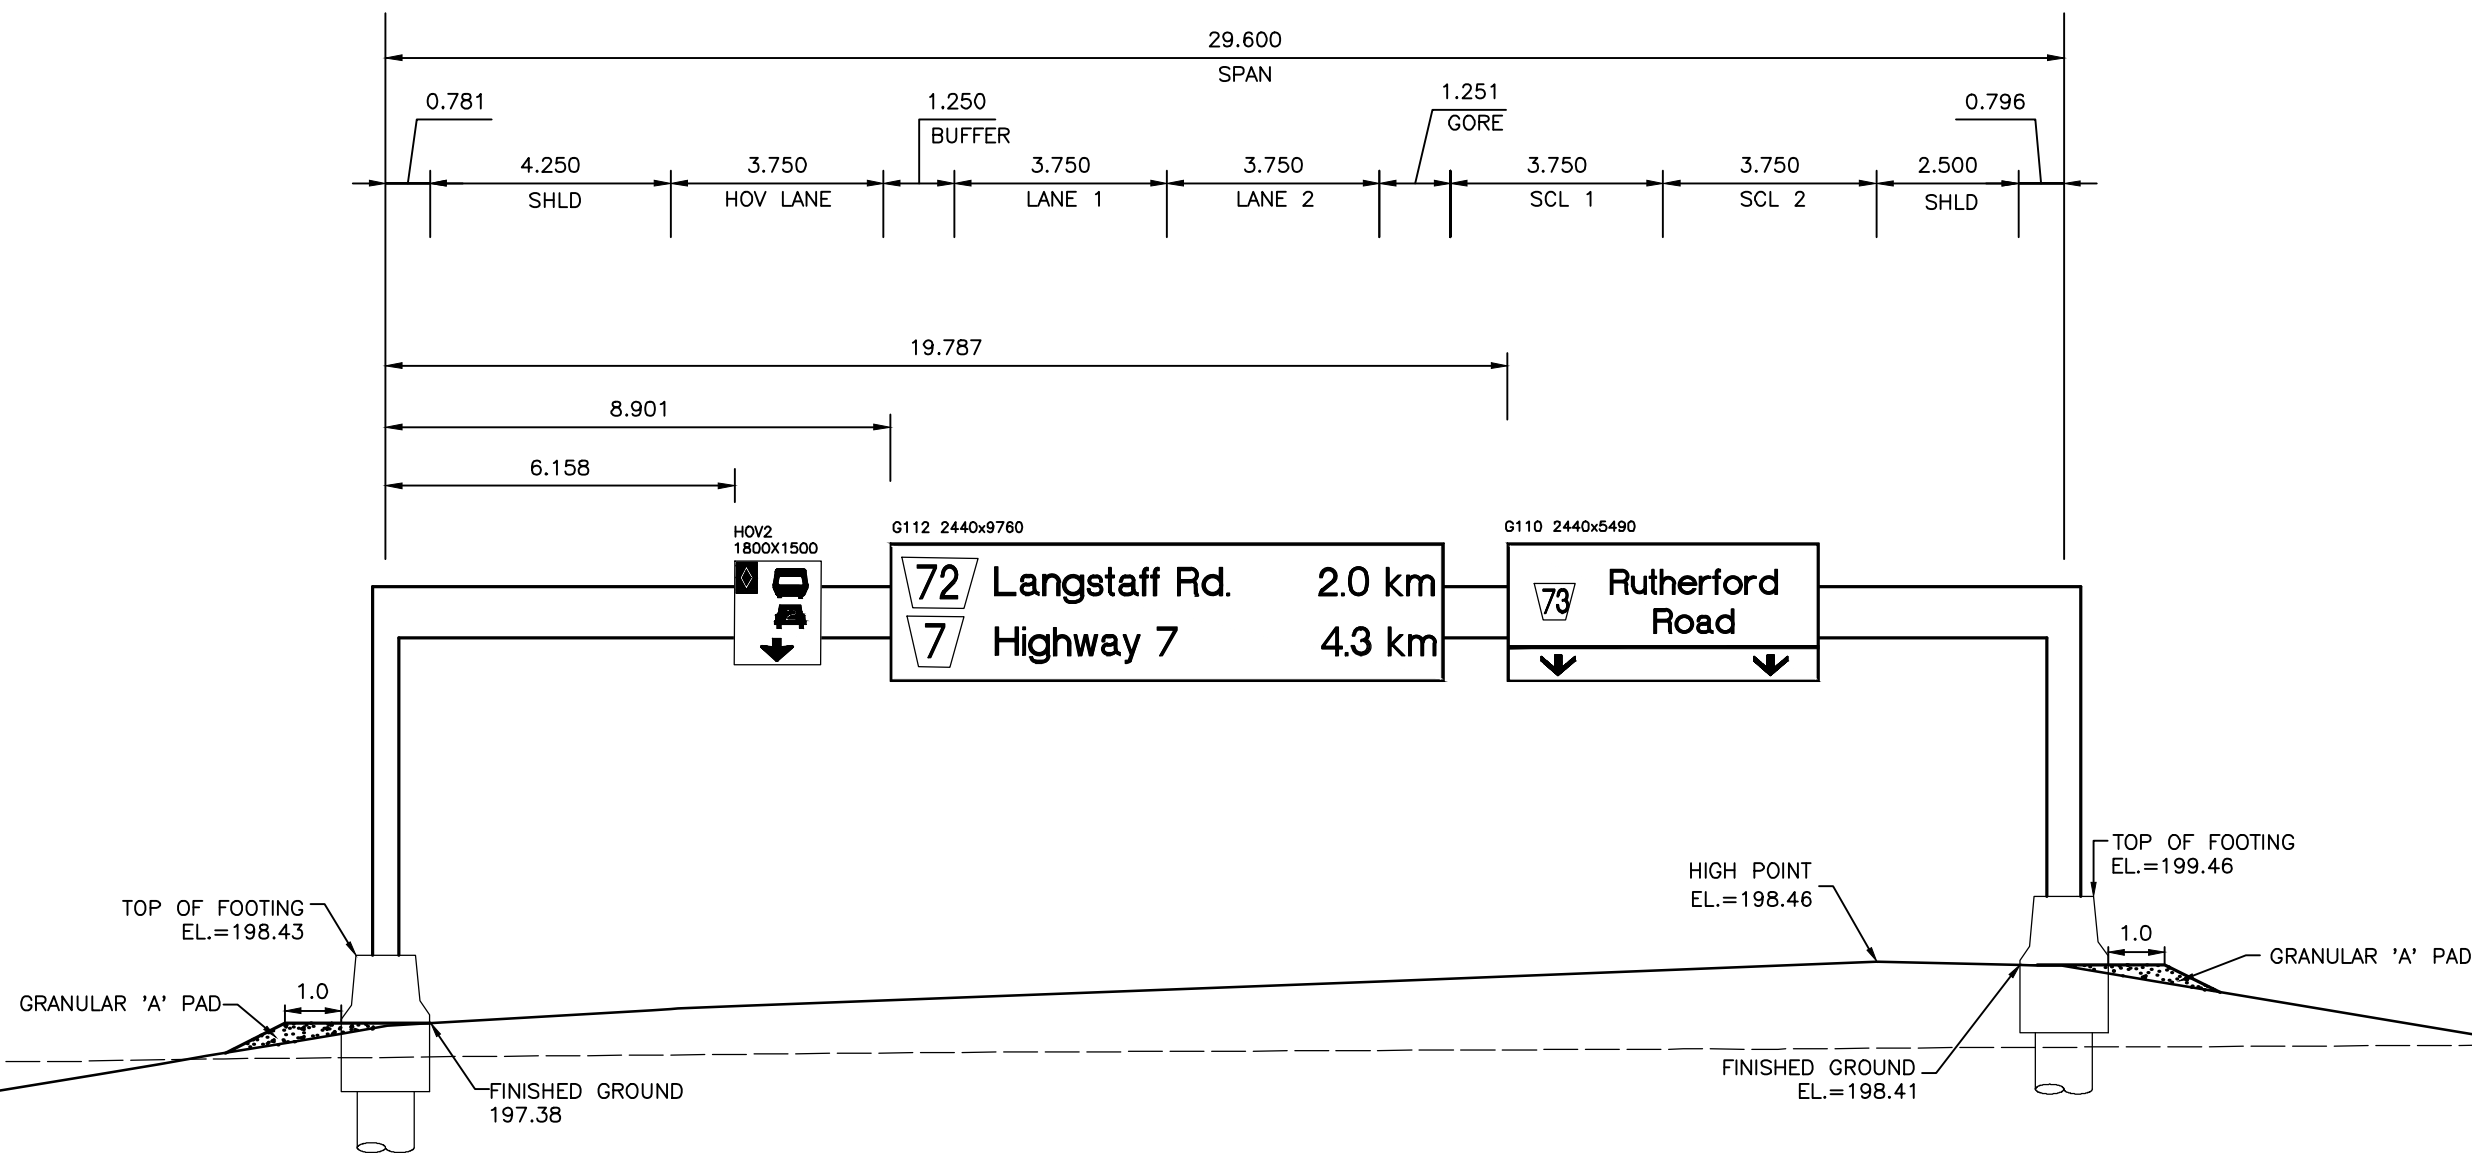 29.600
SPAN
0.781
1.250
BUFFER
1.251
GORE
0.796
4.250
SHLD
3.750
HOV LANE
3.750
LANE 1
3.750
LANE 2
3.750
SCL 1
3.750
SCL 2
2.500
SHLD
19.787
8.901
6.158
HOV2
1800X1500
G112 2440x9760
G110 2440x5490
72 Langstaff Rd. 2.0 km
7 Highway 7 4.3 km
73
Rutherford
Road
TOP OF FOOTING
EL.=199.46
HIGH POINT
EL.=198.46
TOP OF FOOTING
EL.=198.43
1.0
GRANULAR 'A' PAD
GRANULAR 'A' PAD
1.0
FINISHED GROUND
197.38
FINISHED GROUND
EL.=198.41